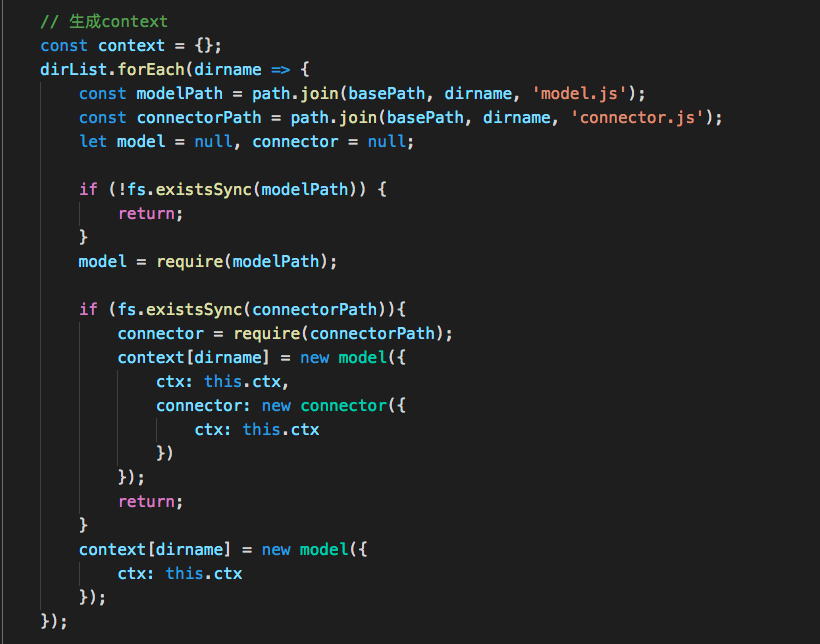 // 生成context
const context = {};
dirList.forEach(dirname => {
    const modelPath = path.join(basePath, dirname, 'model.js');
    const connectorPath = path.join(basePath, dirname, 'connector.js');
    let model = null, connector = null;

    if (!fs.existsSync(modelPath)) {
        return;
    }
    model = require(modelPath);

    if (fs.existsSync(connectorPath)){
        connector = require(connectorPath);
        context[dirname] = new model({
            ctx: this.ctx,
            connector: new connector({
                ctx: this.ctx
            })
        });
        return;
    }
    context[dirname] = new model({
        ctx: this.ctx
    });
});